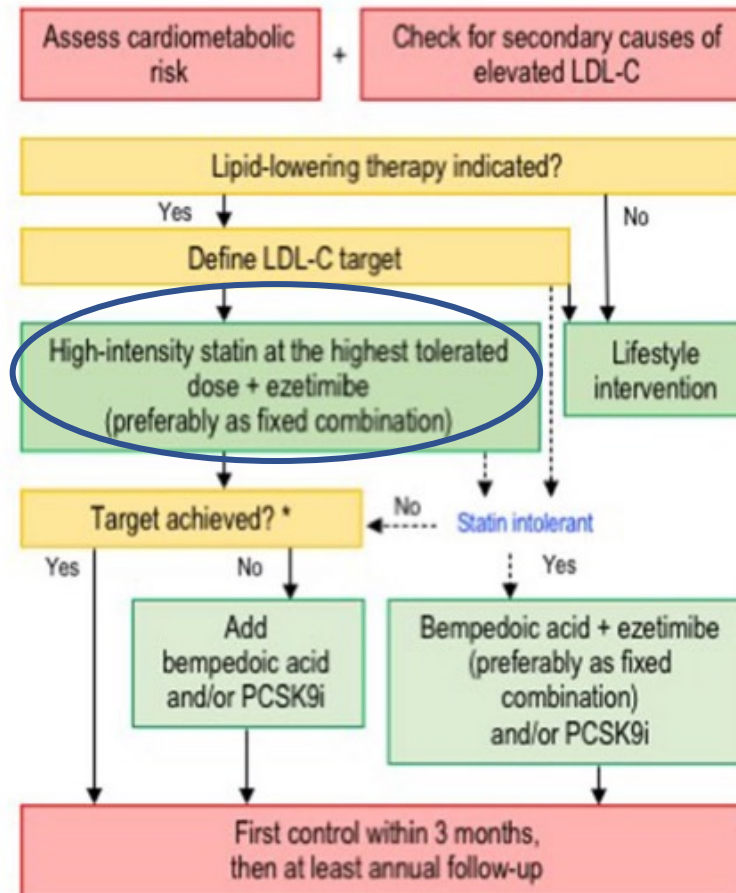 Assess cardiometabolic
risk
+
Check for secondary causes of
elevated LDL-C
Lipid-lowering therapy indicated?
Yes
No
Define LDL-C target
High-intensity statin at the highest tolerated
dose + ezetimibe
(preferably as fixed combination)
Lifestyle
intervention
Target achieved? *
No
Statin intolerant
Yes
No
Yes
Add
bempedoic acid
and/or PCSK9i
Bempedoic acid + ezetimibe
(preferably as fixed
combination)
and/or PCSK9i
First control within 3 months,
then at least annual follow-up